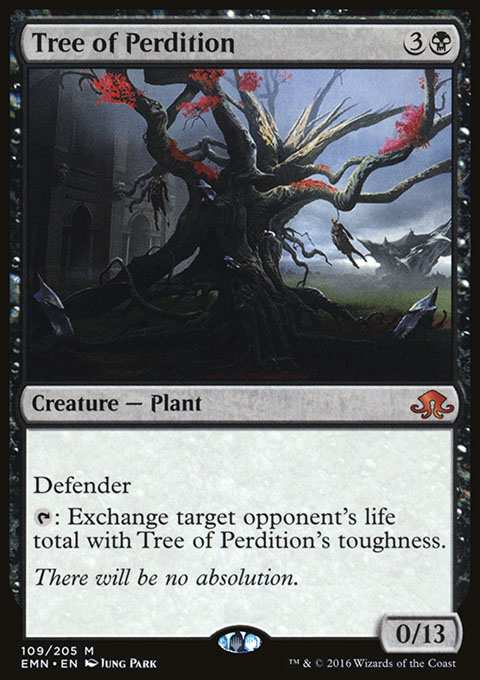 Tree of Perdition 3
Creature — Plant
Defender
: Exchange target opponent's life
total with Tree of Perdition's toughness.
There will be no absolution.
0/13
109/205 M
EMN • EN Jung Park
™ & © 2016 Wizards of the Coast